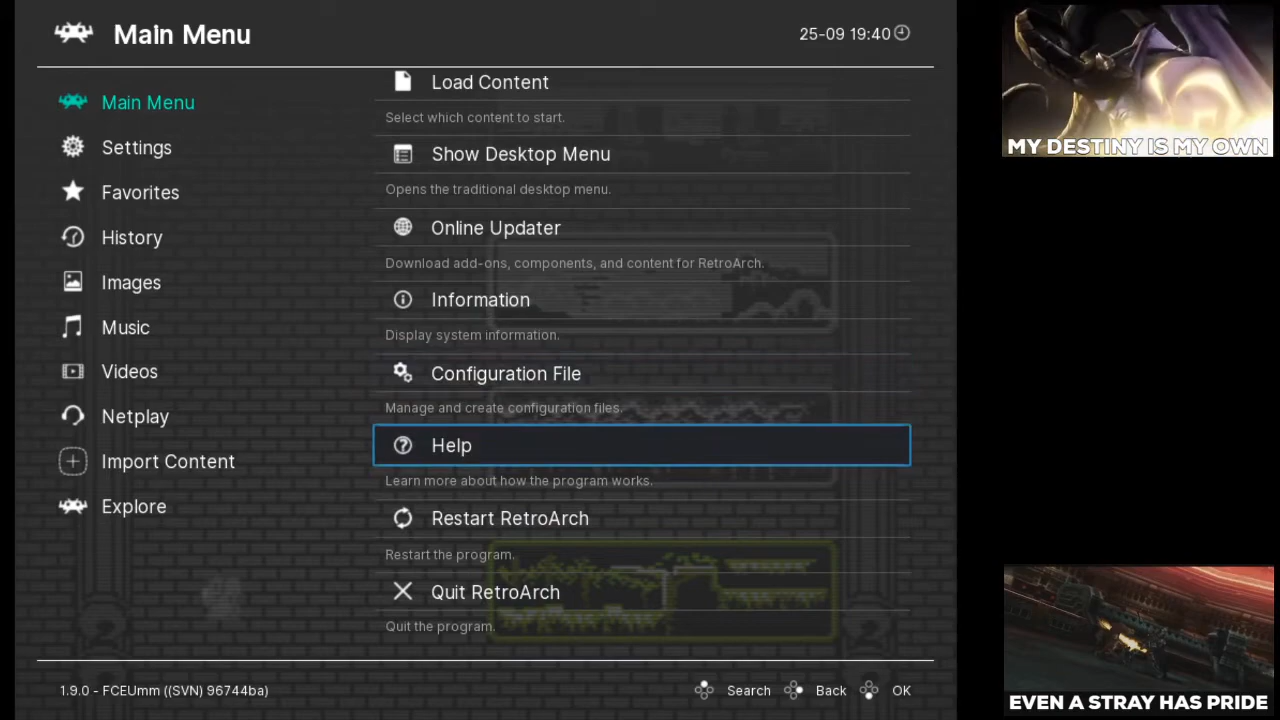 Main Menu
25-09 19:40
Main Menu
Settings
Favorites
History
Images
Music
Videos
Netplay
Import Content
Explore
Load Content
Select which content to start.
Show Desktop Menu
Opens the traditional desktop menu.
Online Updater
Download add-ons, components, and content for RetroArch.
Information
Display system information.
Configuration File
Manage and create configuration files.
Help
Learn more about how the program works.
Restart RetroArch
Restart the program.
Quit RetroArch
Quit the program.
1.9.0 - FCEUmm ((SVN) 96744ba)
Search
Back
OK
MY DESTINY IS MY OWN
EVEN A STRAY HAS PRIDE